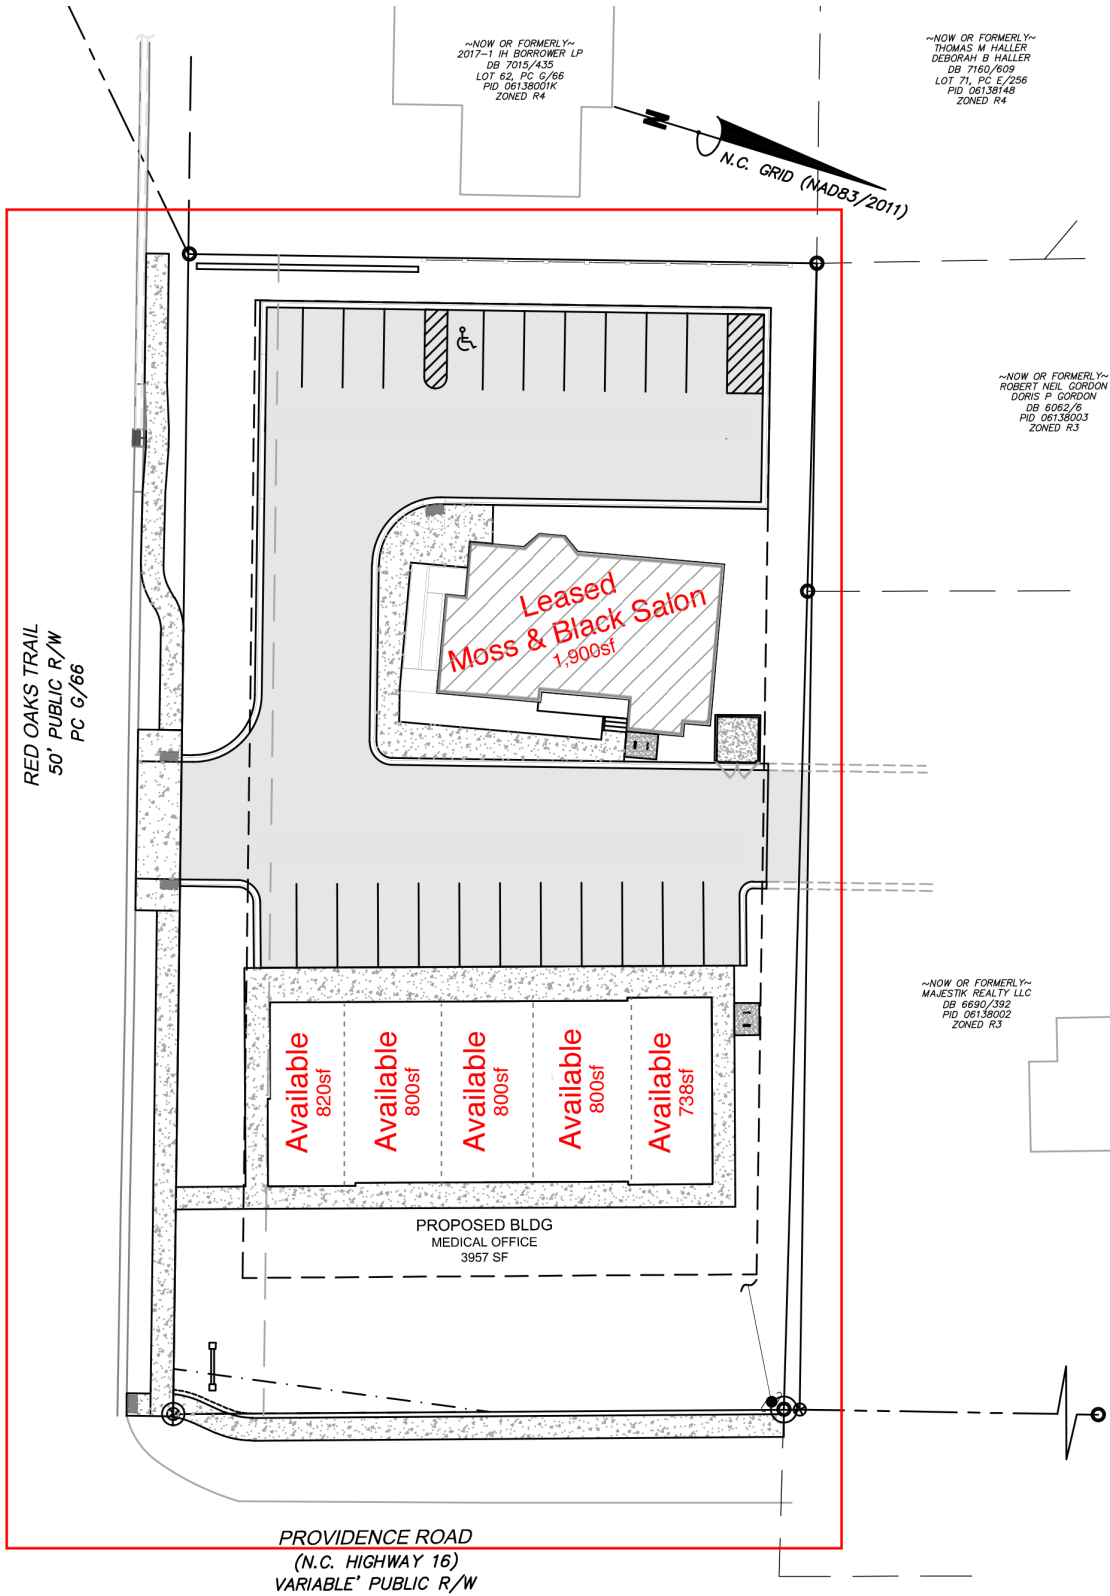 ~NOW OR FORMERLY~
2017-1 IH BORROWER LP
DB 7015/435
LOT 62, PC G/66
PID 06138001K
ZONED R4
~NOW OR FORMERLY~
THOMAS M HALLER
DEBORAH B HALLER
DB 7160/609
LOT 71, PC E/256
PID 06138148
ZONED R4
N
N.C. GRID (NAD83/2011)
~NOW OR FORMERLY~
ROBERT NEIL GORDON
DORIS P GORDON
DB 6062/6
PID 06138003
ZONED R3
Leased
Moss & Black Salon
1,900sf
RED OAKS TRAIL
50' PUBLIC R/W
PC G/66
~NOW OR FORMERLY~
MAJESTIK REALTY LLC
DB 6690/392
PID 06138002
ZONED R3
Available
820sf
Available
800sf
Available
800sf
Available
800sf
Available
738sf
PROPOSED BLDG
MEDICAL OFFICE
3957 SF
PROVIDENCE ROAD
(N.C. HIGHWAY 16)
VARIABLE' PUBLIC R/W